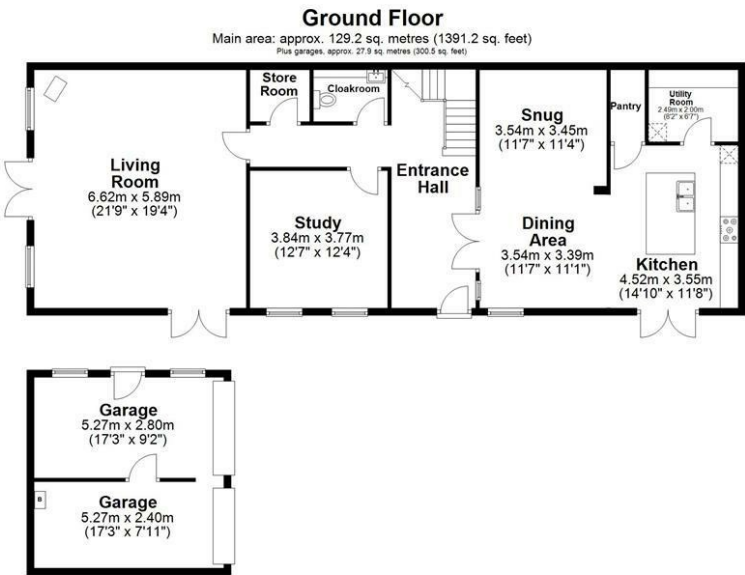 Ground Floor
Main area: approx. 129.2 sq. metres (1391.2 sq. feet)
Plus garages, approx. 27.9 sq. metres (300.5 sq. feet)
Store
Room
Cloakroom
Living
Room
6.62m x 5.89m
(21'9" x 19'4")
Study
3.84m x 3.77m
(12'7" x 12'4")
Entrance
Hall
Snug
3.54m x 3.45m
(11'7" x 11'4")
Dining
Area
3.54m x 3.39m
(11'7" x 11'1")
Pantry
Utility
Room
2.49m x 2.00m
(8'2" x 6'7")
Kitchen
4.52m x 3.55m
(14'10" x 11'8")
Garage
5.27m x 2.80m
(17'3" x 9'2")
B
Garage
5.27m x 2.40m
(17'3" x 7'11")